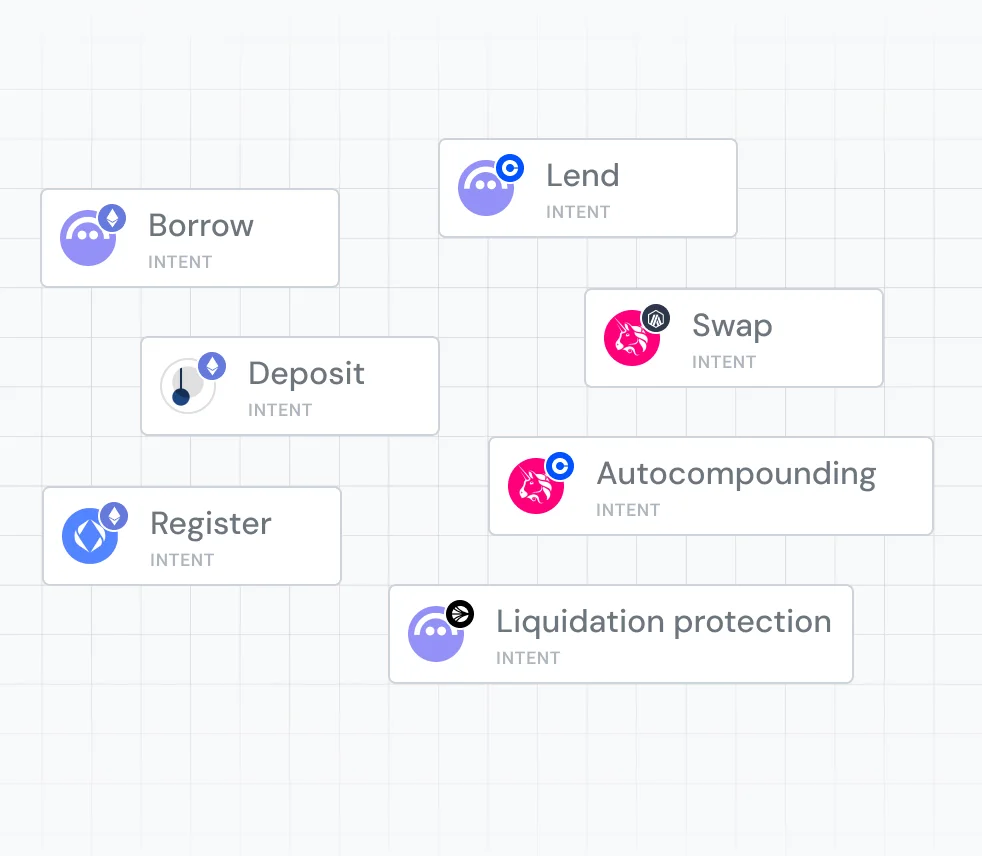 Lend
INTENT
Borrow
INTENT
Swap
INTENT
Deposit
INTENT
Autocompounding
INTENT
Register
INTENT
Liquidation protection
INTENT